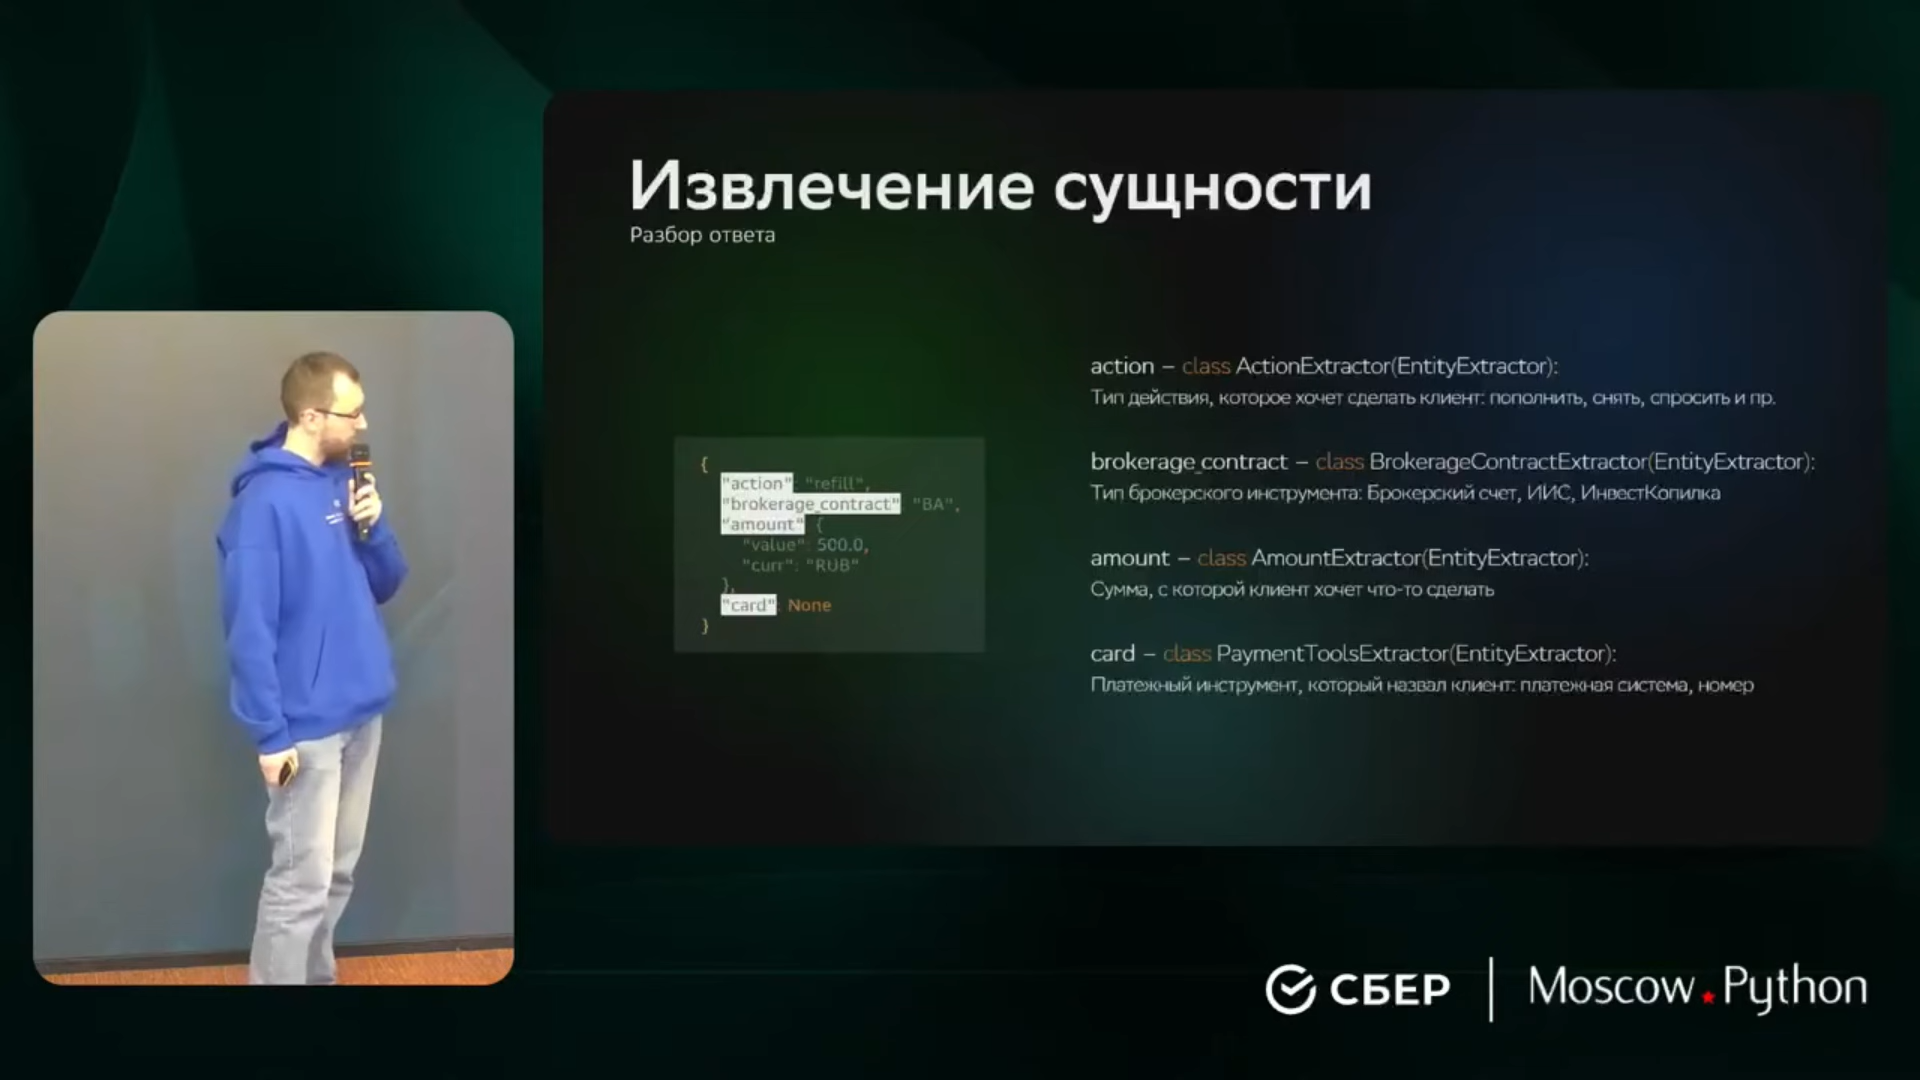 Извлечение сущности
Разбор ответа
{
"action": "refill",
"brokerage_contract": "BA",
"amount": {
"value": 500.0,
"curr": "RUB"
},
"card": None
}
action – class ActionExtractor(EntityExtractor):
Тип действия, которое хочет сделать клиент: пополнить, снять, спросить и пр.
brokerage_contract – class BrokerageContractExtractor(EntityExtractor):
Тип брокерского инструмента: Брокерский счет, ИИС, ИнвестКопилка
amount – class AmountExtractor(EntityExtractor):
Сумма, с которой клиент хочет что-то сделать
card – class PaymentToolsExtractor(EntityExtractor):
Платежный инструмент, который назвал клиент: платежная система, номер
СБЕР
Moscow Python